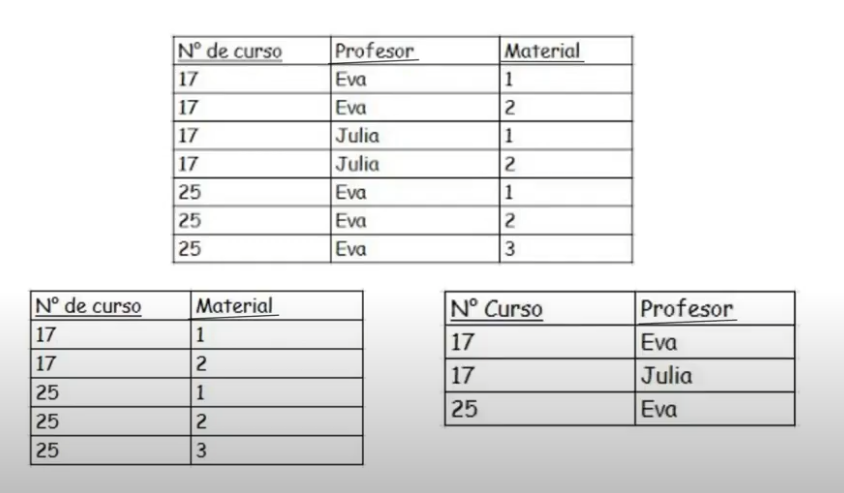 Nº de curso Profesor Material
17 Eva 1
17 Eva 2
17 Julia 1
17 Julia 2
25 Eva 1
25 Eva 2
25 Eva 3
Nº de curso Material
17 1
17 2
25 1
25 2
25 3
Nº Curso Profesor
17 Eva
17 Julia
25 Eva